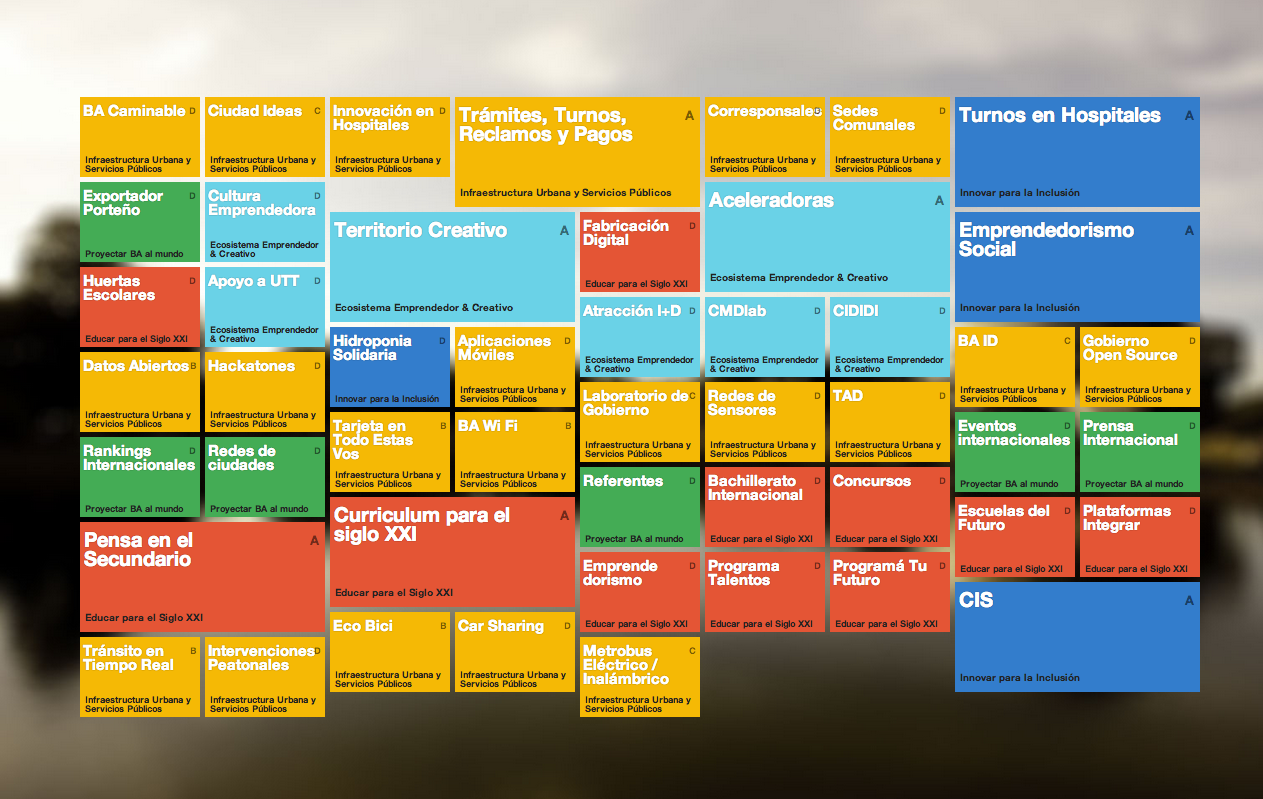 BA Caminable D
Infraestructura Urbana y
Servicios Públicos
Ciudad Ideas C
Infraestructura Urbana y
Servicios Públicos
Innovación en D
Hospitales
Infraestructura Urbana y
Servicios Públicos
Trámites, Turnos, A
Reclamos y Pagos
Infraestructura Urbana y Servicios Públicos
Corresponsales D
Infraestructura Urbana y
Servicios Públicos
Sedes D
Comunales
Infraestructura Urbana y
Servicios Públicos
Turnos en Hospitales A
Innovar para la Inclusión
Exportador D
Porteño
Proyectar BA al mundo
Cultura D
Emprendedora
Ecosistema Emprendedor
& Creativo
Territorio Creativo A
Ecosistema Emprendedor & Creativo
Fabricación D
Digital
Educar para el Siglo XXI
Aceleradoras A
Ecosistema Emprendedor & Creativo
Emprendedorismo A
Social
Innovar para la Inclusión
Huertas D
Escolares
Educar para el Siglo XXI
Apoyo a UTT D
Ecosistema Emprendedor
& Creativo
Hidroponia D
Solidaria
Innovar para la Inclusión
Aplicaciones D
Móviles
Infraestructura Urbana y
Servicios Públicos
Atracción I+D D
Ecosistema Emprendedor
& Creativo
CMDlab D
Ecosistema Emprendedor
& Creativo
CIDIDI D
Ecosistema Emprendedor
& Creativo
BA ID C
Infraestructura Urbana y
Servicios Públicos
Gobierno D
Open Source
Infraestructura Urbana y
Servicios Públicos
Datos Abiertos B
Infraestructura Urbana y
Servicios Públicos
Hackatones D
Infraestructura Urbana y
Servicios Públicos
Tarjeta en B
Todo Estas
Vos
Infraestructura Urbana y
Servicios Públicos
BA Wi Fi B
Infraestructura Urbana y
Servicios Públicos
Laboratorio de C
Gobierno
Infraestructura Urbana y
Servicios Públicos
Redes de D
Sensores
Infraestructura Urbana y
Servicios Públicos
TAD D
Infraestructura Urbana y
Servicios Públicos
Eventos D
internacionales
Proyectar BA al mundo
Prensa D
Internacional
Proyectar BA al mundo
Rankings D
Internacionales
Proyectar BA al mundo
Redes de D
ciudades
Proyectar BA al mundo
Curriculum para el A
siglo XXI
Educar para el Siglo XXI
Referentes D
Proyectar BA al mundo
Bachillerato D
Internacional
Educar para el Siglo XXI
Concursos D
Educar para el Siglo XXI
Escuelas del D
Futuro
Educar para el Siglo XXI
Plataformas D
Integrar
Educar para el Siglo XXI
Pensa en el A
Secundario
Educar para el Siglo XXI
Emprende D
dorismo
Educar para el Siglo XXI
Programa D
Talentos
Educar para el Siglo XXI
Programá Tu D
Futuro
Educar para el Siglo XXI
CIS A
Innovar para la Inclusión
Eco Bici B
Infraestructura Urbana y
Servicios Públicos
Car Sharing D
Infraestructura Urbana y
Servicios Públicos
Tránsito en B
Tiempo Real
Infraestructura Urbana y
Servicios Públicos
Intervenciones D
Peatonales
Infraestructura Urbana y
Servicios Públicos
Metrobus C
Eléctrico /
Inalámbrico
Infraestructura Urbana y
Servicios Públicos